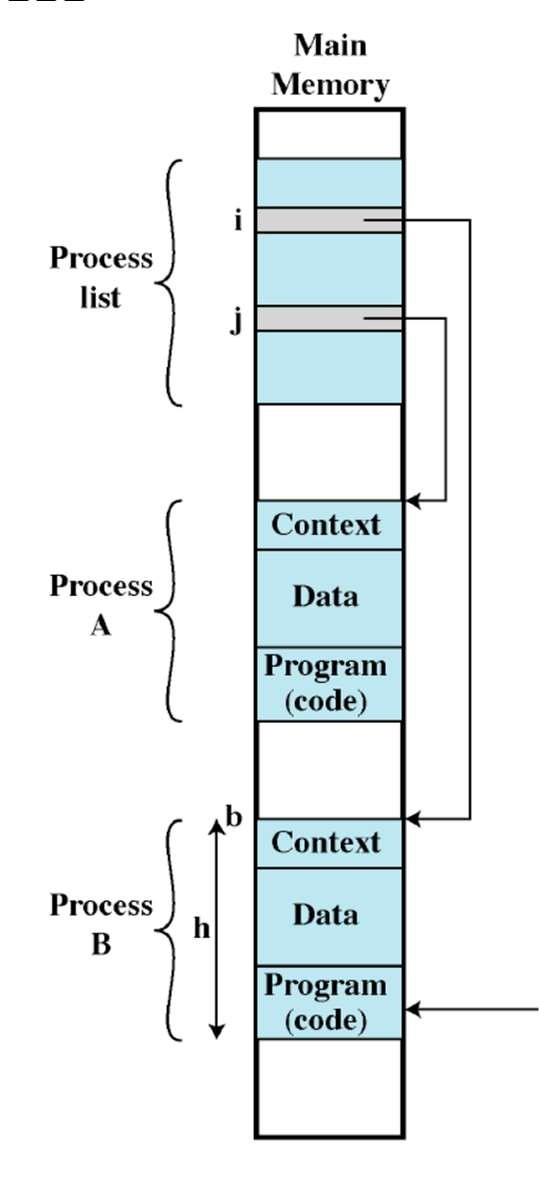 Main
Memory
i
Process
list
j
Context
Process
A
Data
Program
(code)
b
Context
Process
B
h
Data
Program
(code)